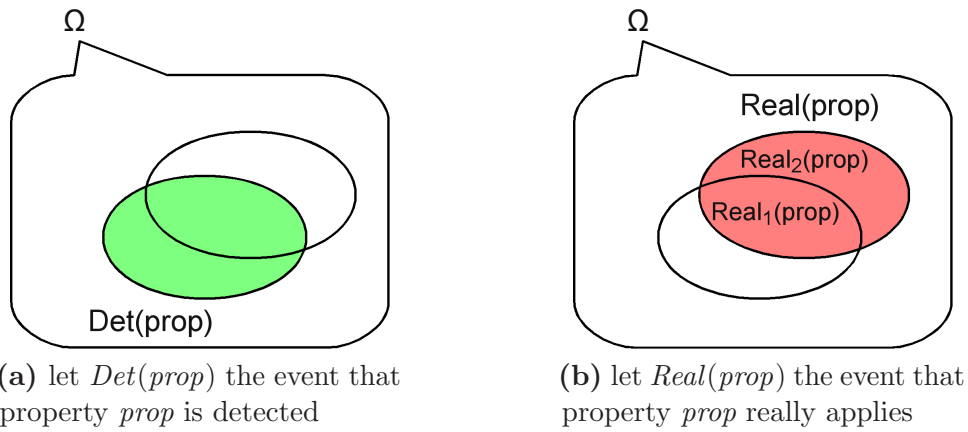 Ω
Det(prop)
(a) let Det(prop) the event that
property prop is detected
Ω
Real(prop)
Real₂(prop)
Real₁(prop)
(b) let Real(prop) the event that
property prop really applies